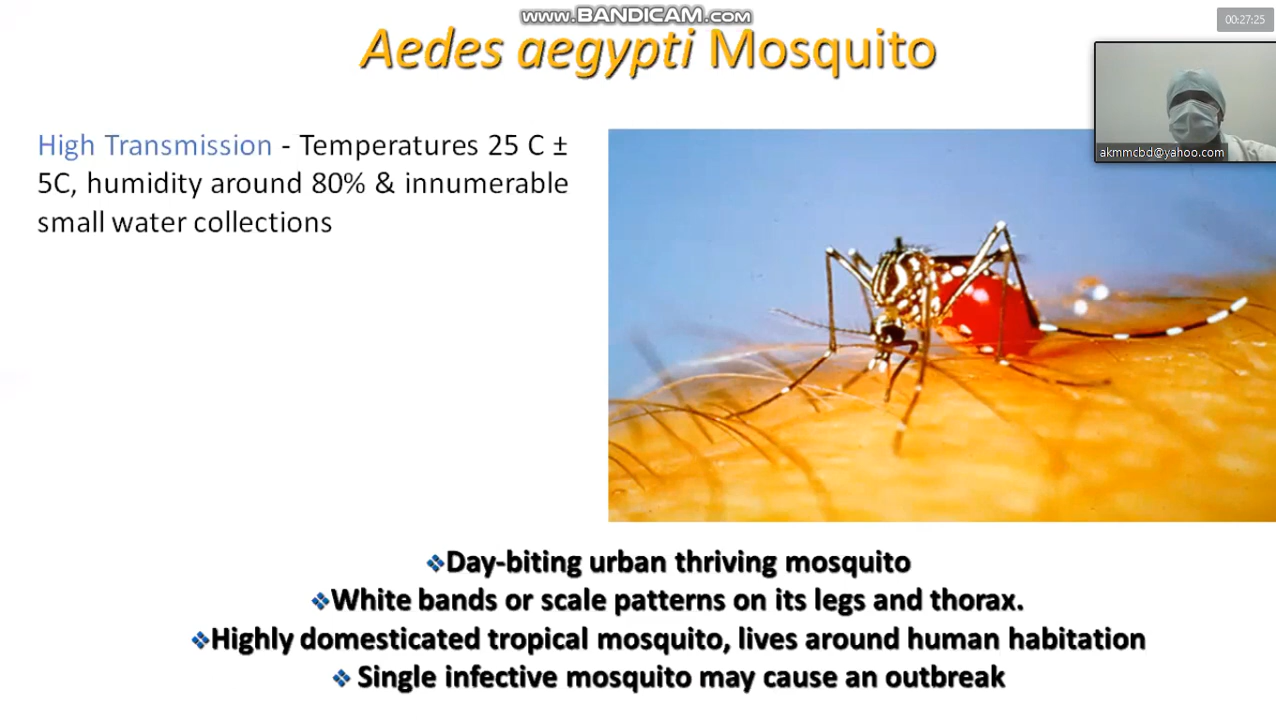 www.BANDICAM.com
00:27:25
Aedes aegypti Mosquito
akmmcbd@yahoo.com
High Transmission - Temperatures 25 C ±
5C, humidity around 80% & innumerable
small water collections
❖Day-biting urban thriving mosquito
❖White bands or scale patterns on its legs and thorax.
❖Highly domesticated tropical mosquito, lives around human habitation
❖ Single infective mosquito may cause an outbreak